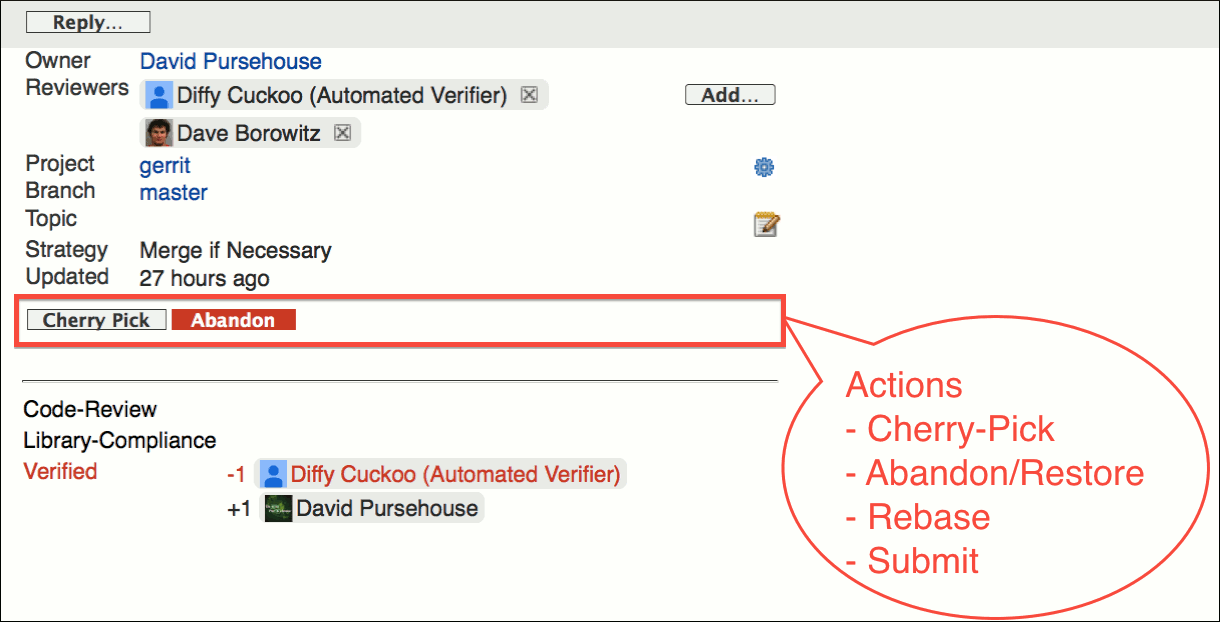 Reply...
Owner David Pursehouse
Reviewers Diffy Cuckoo (Automated Verifier) Add...
Dave Borowitz
Project gerrit
Branch master
Topic
Strategy Merge if Necessary
Updated 27 hours ago
Cherry Pick Abandon
Actions
- Cherry-Pick
- Abandon/Restore
- Rebase
- Submit
Code-Review
Library-Compliance
Verified -1 Diffy Cuckoo (Automated Verifier)
+1 David Pursehouse